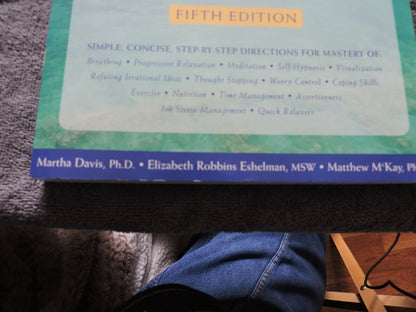 FIFTH EDITION
SIMPLE, CONCISE, STEP-BY-STEP DIRECTIONS FOR MASTERY OF:
Breathing • Progressive Relaxation • Meditation • Self-Hypnosis • Visualization
Refuting Irrational Ideas • Thought Stopping • Worry Control • Coping Skills
Exercise • Nutrition • Time Management • Assertiveness
Job Stress Management • Quick Relaxers
Martha Davis, Ph.D. • Elizabeth Robbins Eshelman, MSW • Matthew McKay, Ph